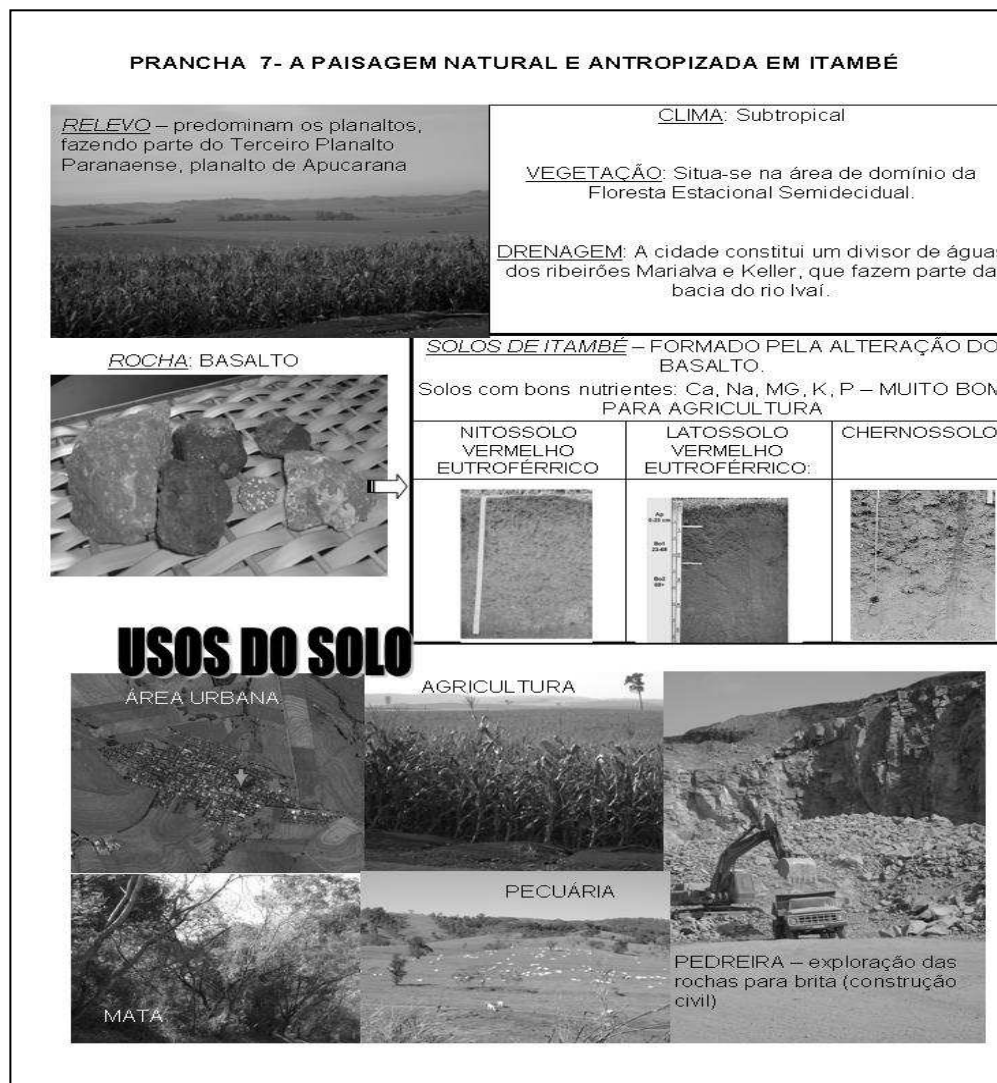 PRANCHA 7- A PAISAGEM NATURAL E ANTROPIZADA EM ITAMBÉ
RELEVO – predominam os planaltos,
fazendo parte do Terceiro Planalto
Paranaense, planalto de Apucarana
CLIMA: Subtropical
VEGETAÇÃO: Situa-se na área de domínio da
Floresta Estacional Semidecidual.
DRENAGEM: A cidade constitui um divisor de águas
dos ribeirões Marialva e Keller, que fazem parte da
bacia do rio Ivaí.
ROCHA: BASALTO
SOLOS DE ITAMBÉ – FORMADO PELA ALTERAÇÃO DO
BASALTO.
Solos com bons nutrientes: Ca, Na, MG, K, P – MUITO BOM
PARA AGRICULTURA
NITOSSOLO
VERMELHO
EUTROFÉRRICO
LATOSSOLO
VERMELHO
EUTROFÉRRICO:
CHERNOSSOLO
Ap
Bo1
Bo2
USOS DO SOLO
ÁREA URBANA
AGRICULTURA
MATA
PECUÁRIA
PEDREIRA – exploração das
rochas para brita (construção
civil)